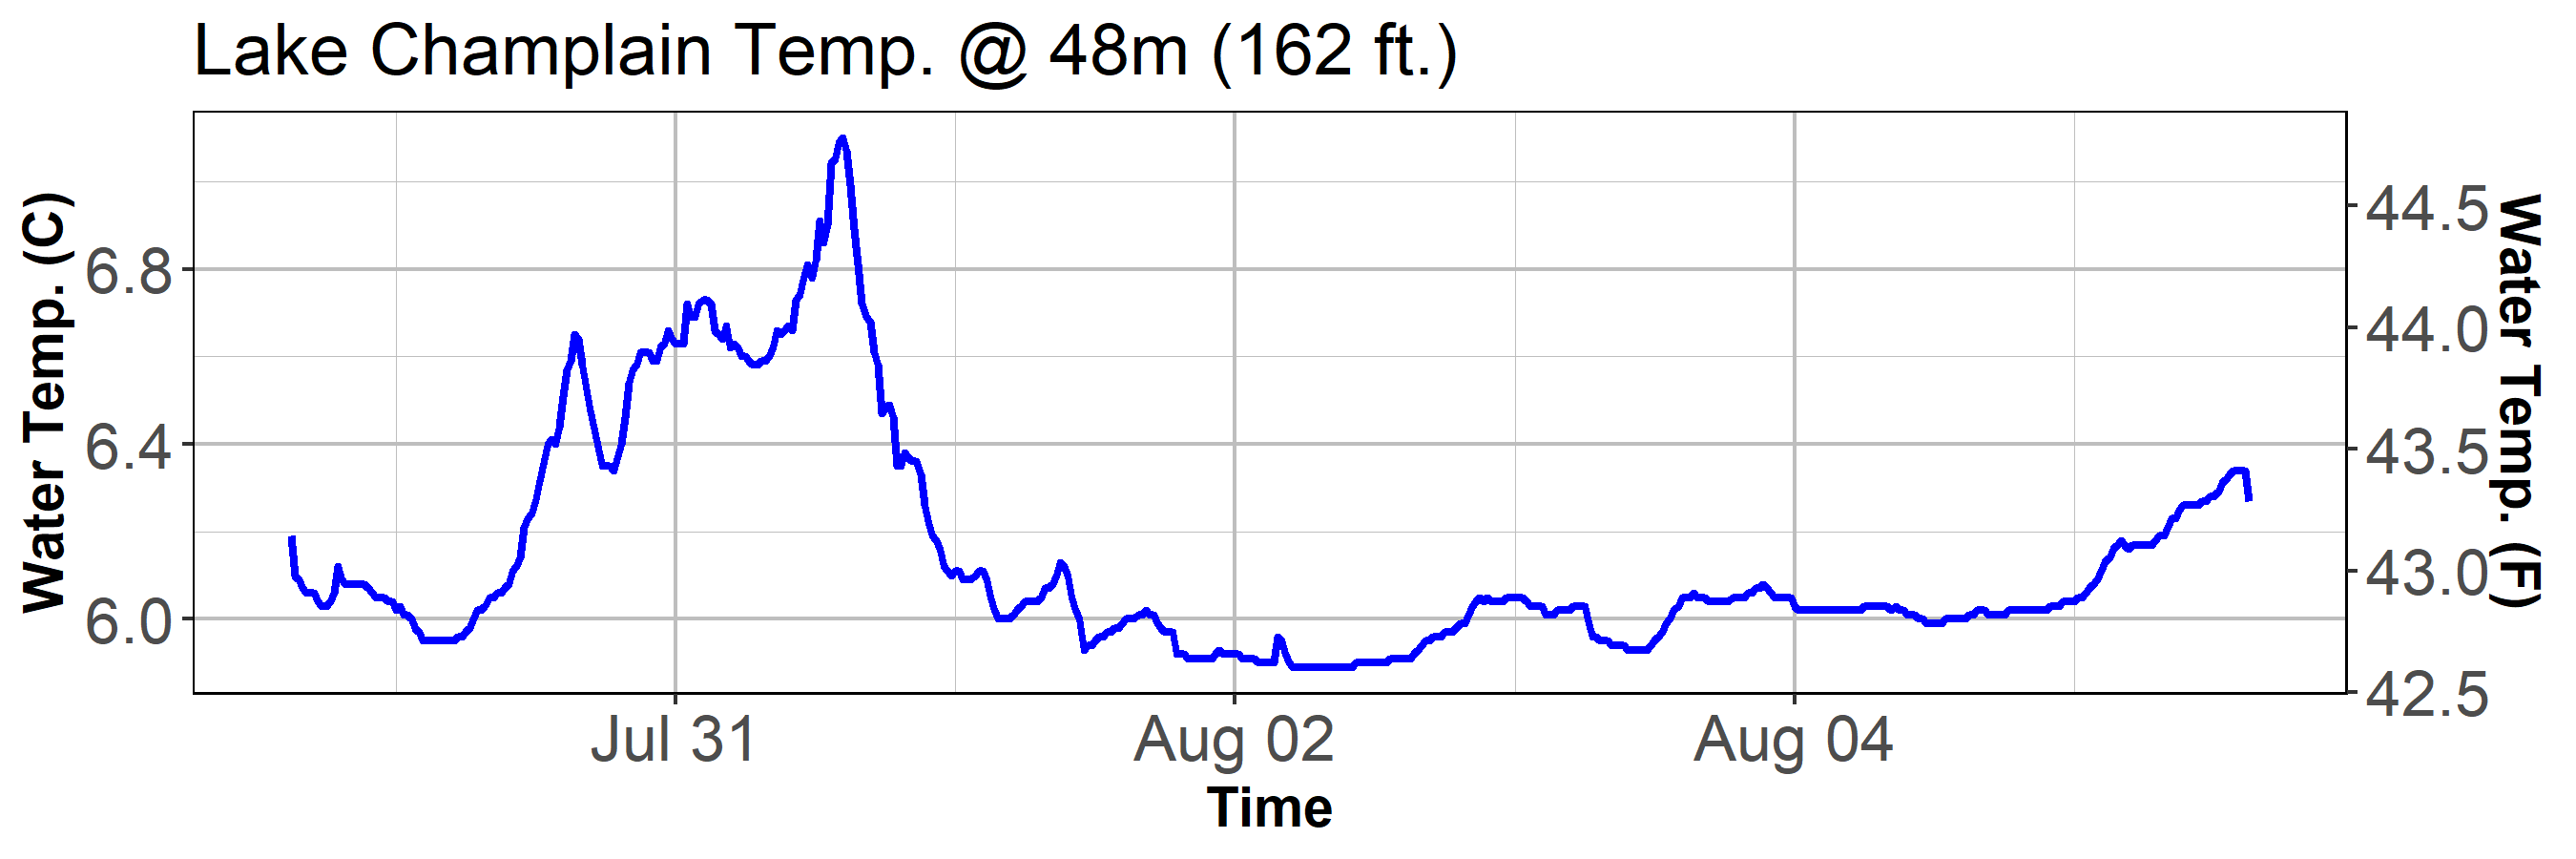 Lake Champlain Temp. @ 48m (162 ft.)
Water Temp. (C)
6.8
6.4
6.0
44.5
44.0
43.5
43.0
42.5
Water Temp. (F)
Jul 31
Aug 02
Aug 04
Time